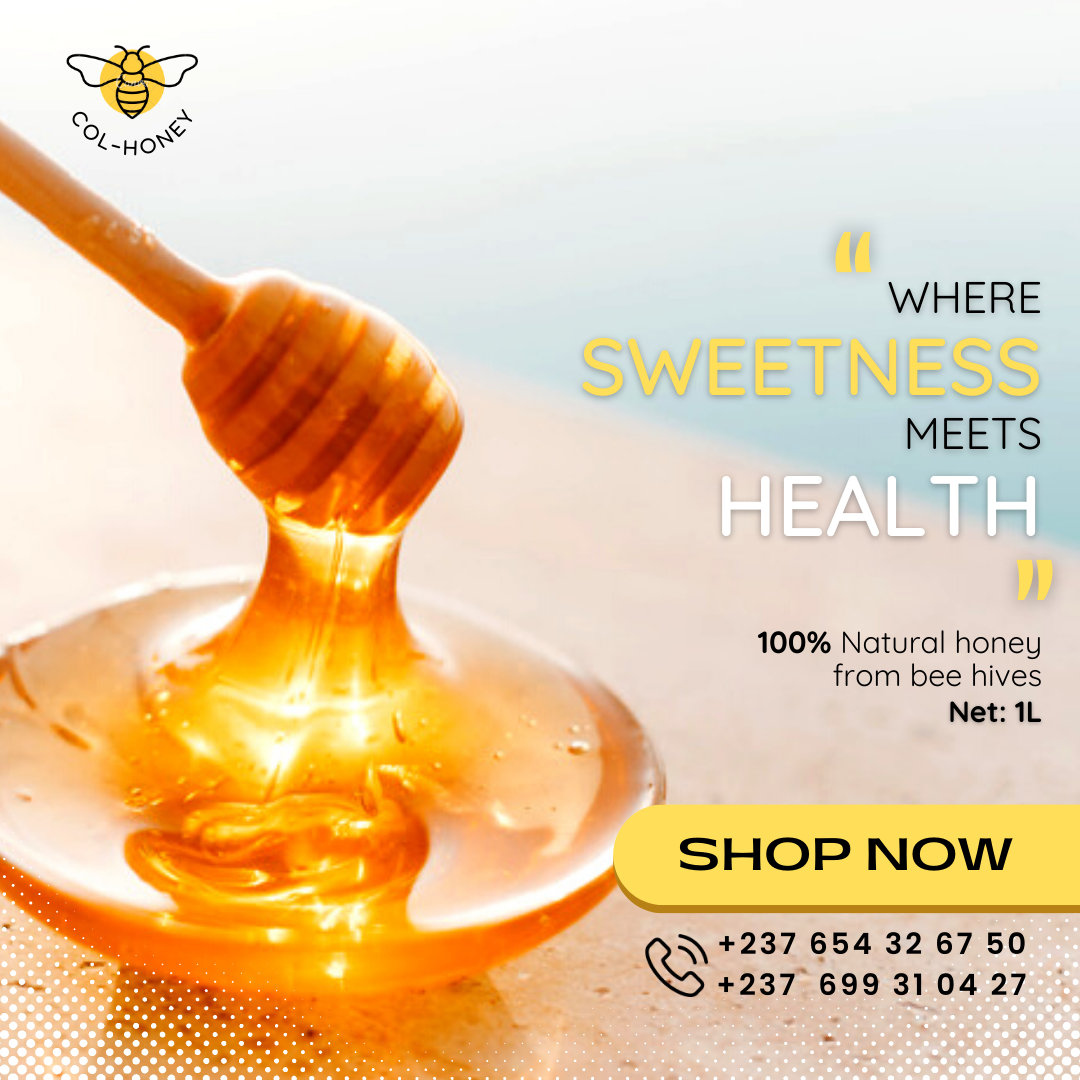 COL-HONEY
“ WHERE
SWEETNESS
MEETS
HEALTH
”
100% Natural honey
from bee hives
Net: 1L
SHOP NOW
+237 654 32 67 50
+237 699 31 04 27